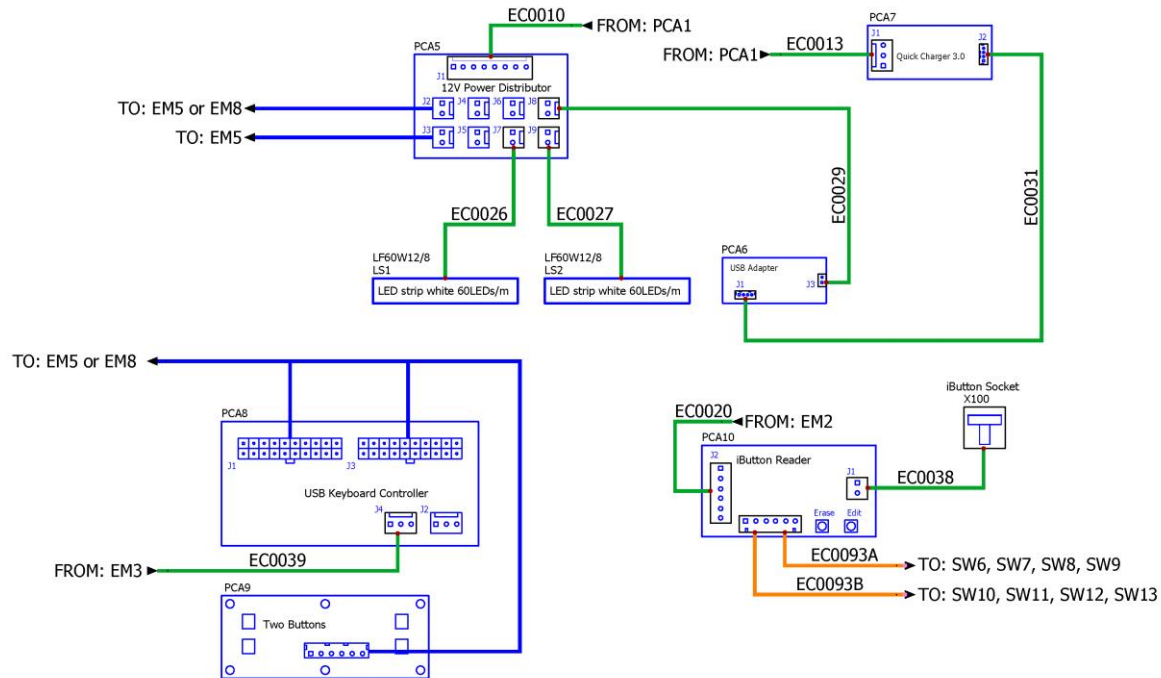 EC0010
FROM: PCA1
PCA5
J1
12V Power Distributor
J2 J4 J6 J8
J3 J5 J7 J9
TO: EM5 or EM8
TO: EM5
EC0026
EC0027
EC0029
EC0031
LF60W12/8
LS1
LED strip white 60LEDs/m
LF60W12/8
LS2
LED strip white 60LEDs/m
PCA7
FROM: PCA1
EC0013
J1
Quick Charger 3.0
J2
PCA6
USB Adapter
J1
J3
TO: EM5 or EM8
PCA8
J1
J3
USB Keyboard Controller
J4
J2
FROM: EM3
EC0039
PCA9
Two Buttons
iButton Socket
X100
EC0020
FROM: EM2
PCA10
J2
iButton Reader
J1
EC0038
Erase
Edit
EC0093A
TO: SW6, SW7, SW8, SW9
EC0093B
TO: SW10, SW11, SW12, SW13